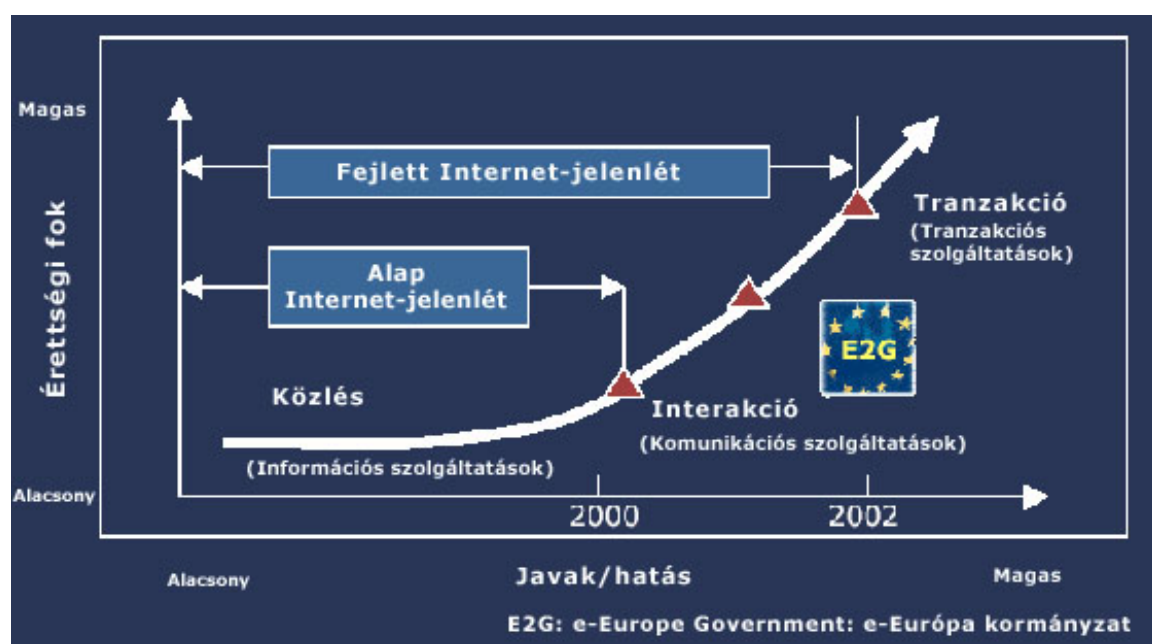 Magas
Fejlett Internet-jelenlét
Érettségi fok
Tranzakció
(Tranzakciós
szolgáltatások)
Alap
Internet-jelenlét
E2G
Közlés
Interakció
(Komunikációs szolgáltatások)
(Információs szolgáltatások)
Alacsony
2000
2002
Alacsony
Javak/hatás
Magas
E2G: e-Europe Government: e-Európa kormányzat